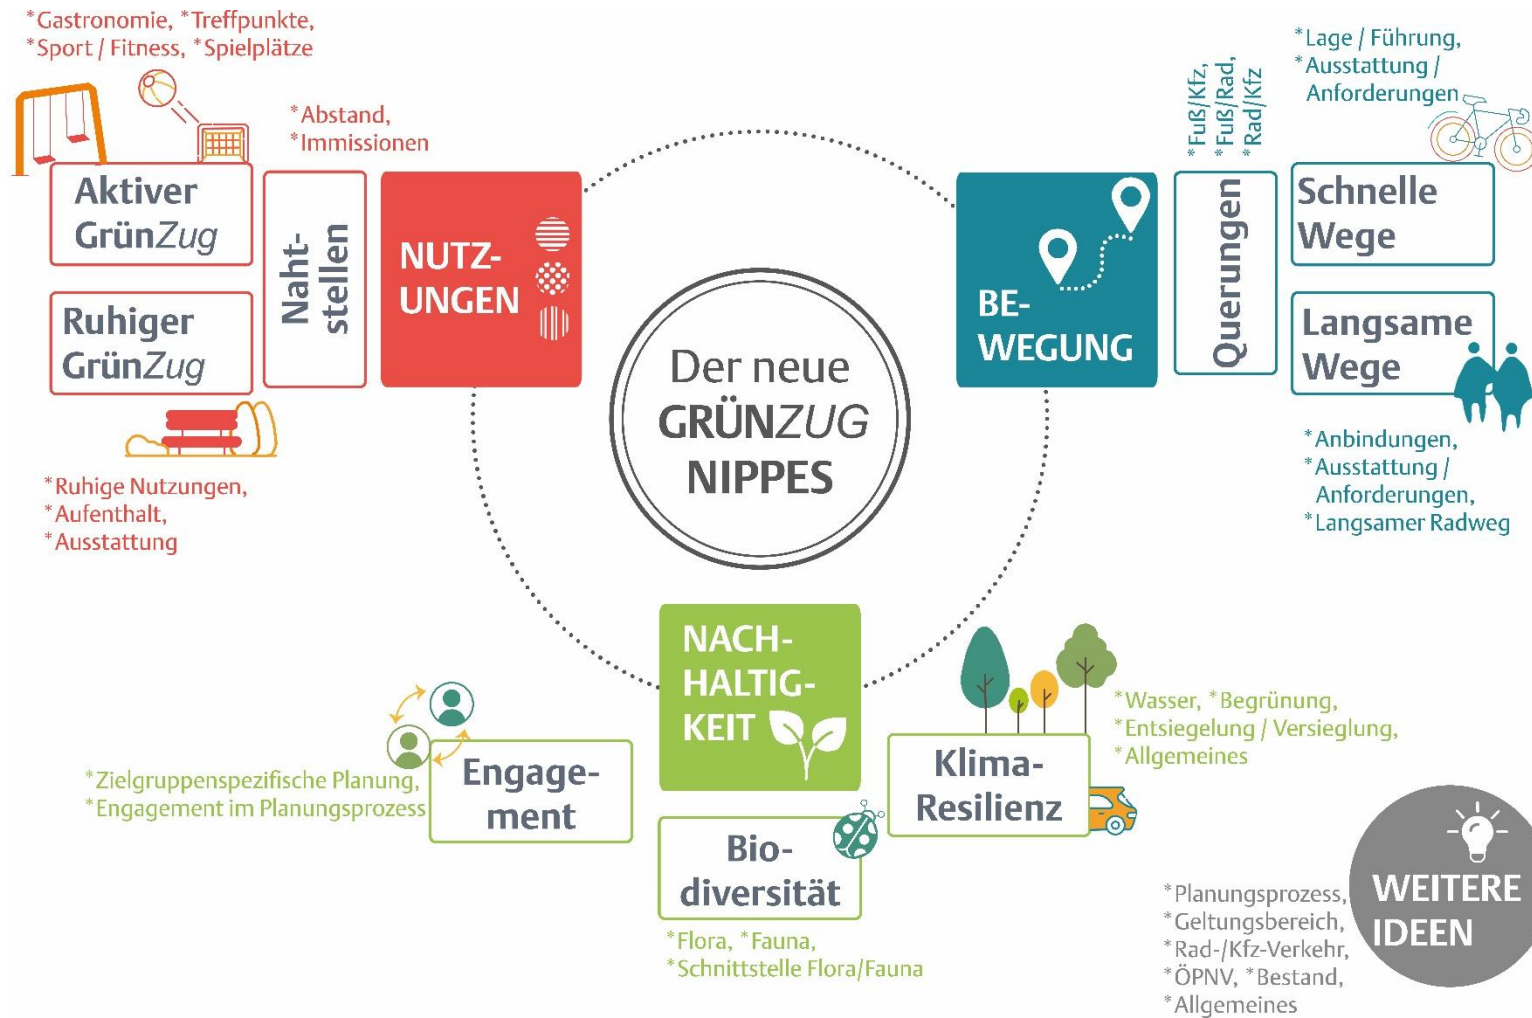 *Gastronomie, *Treffpunkte,
*Sport / Fitness, *Spielplätze
*Abstand,
*Immissionen
Aktiver
GrünZug
Ruhiger
GrünZug
Naht-
stellen
NUTZ-
UNGEN
*Ruhige Nutzungen,
*Aufenthalt,
*Ausstattung
Der neue
GRÜNZUG
NIPPES
BE-
WEGUNG
*Fuß/Kfz,
*Fuß/Rad,
*Rad/Kfz
Querungen
*Lage / Führung,
*Ausstattung /
Anforderungen
Schnelle
Wege
Langsame
Wege
*Anbindungen,
*Ausstattung /
Anforderungen,
*Langsamer Radweg
NACH-
HALTIG-
KEIT
Engage-
ment
*Zielgruppenspezifische Planung,
*Engagement im Planungsprozess
Bio-
diversität
*Flora, *Fauna,
*Schnittstelle Flora/Fauna
Klima-
Resilienz
*Wasser, *Begrünung,
*Entsiegelung / Versieglung,
*Allgemeines
WEITERE
IDEEN
*Planungsprozess,
*Geltungsbereich,
*Rad-/Kfz-Verkehr,
*ÖPNV, *Bestand,
*Allgemeines